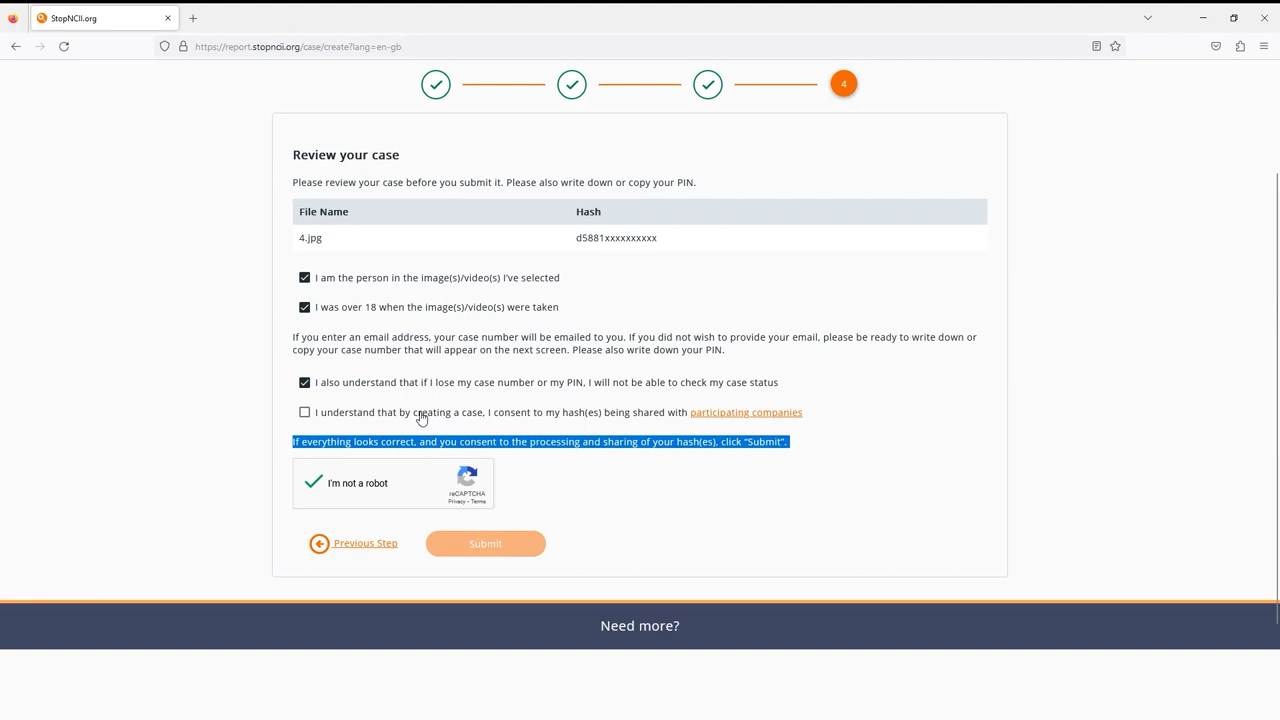 StopNCII.org
https://report.stopncii.org/case/create?lang=en-gb
4
Review your case
Please review your case before you submit it. Please also write down or copy your PIN.
File Name Hash
4.jpg d5881xxxxxxxxxx
I am the person in the image(s)/video(s) I've selected
I was over 18 when the image(s)/video(s) were taken
If you enter an email address, your case number will be emailed to you. If you did not wish to provide your email, please be ready to write down or
copy your case number that will appear on the next screen. Please also write down your PIN.
I also understand that if I lose my case number or my PIN, I will not be able to check my case status
I understand that by creating a case, I consent to my hash(es) being shared with participating companies
If everything looks correct, and you consent to the processing and sharing of your hash(es), click “Submit”.
I'm not a robot
reCAPTCHA
Privacy - Terms
Previous Step Submit
Need more?